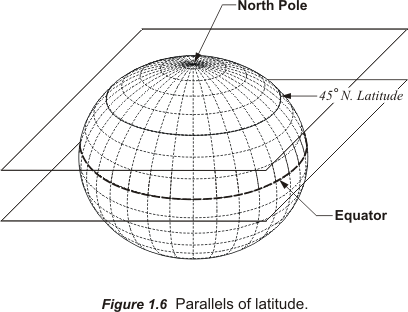 North Pole
45° N. Latitude
Equator
Figure 1.6 Parallels of latitude.